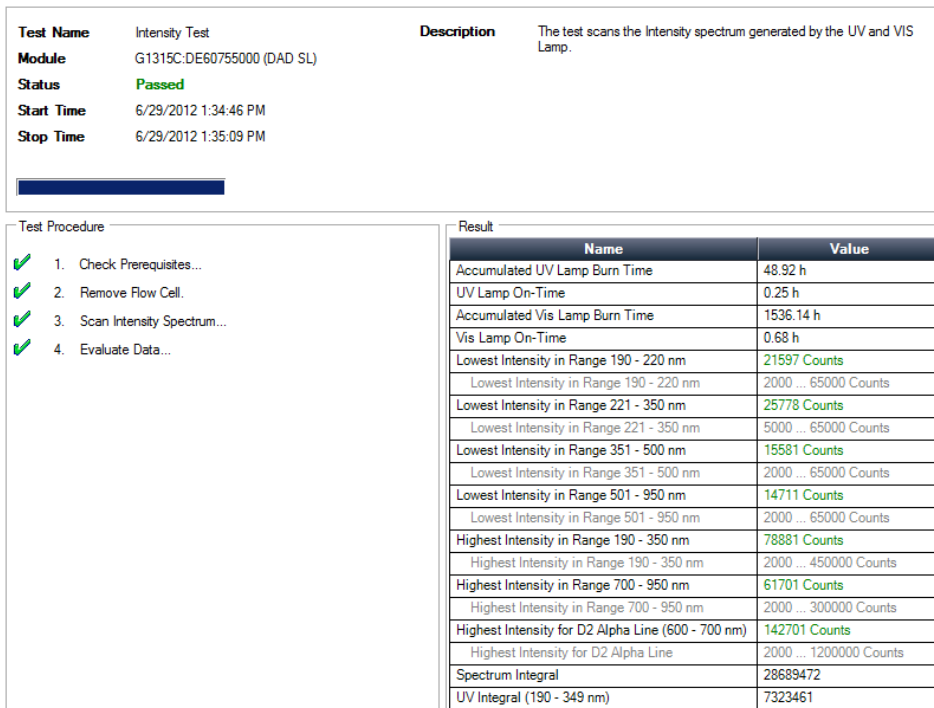 Test Name Intensity Test
Module G1315C:DE60755000 (DAD SL)
Status Passed
Start Time 6/29/2012 1:34:46 PM
Stop Time 6/29/2012 1:35:09 PM
Description The test scans the Intensity spectrum generated by the UV and VIS
Lamp.
Test Procedure
1. Check Prerequisites...
2. Remove Flow Cell.
3. Scan Intensity Spectrum...
4. Evaluate Data...
Result
Name Value
Accumulated UV Lamp Burn Time 48.92 h
UV Lamp On-Time 0.25 h
Accumulated Vis Lamp Burn Time 1536.14 h
Vis Lamp On-Time 0.68 h
Lowest Intensity in Range 190 - 220 nm 21597 Counts
Lowest Intensity in Range 190 - 220 nm 2000 ... 65000 Counts
Lowest Intensity in Range 221 - 350 nm 25778 Counts
Lowest Intensity in Range 221 - 350 nm 5000 ... 65000 Counts
Lowest Intensity in Range 351 - 500 nm 15581 Counts
Lowest Intensity in Range 351 - 500 nm 2000 ... 65000 Counts
Lowest Intensity in Range 501 - 950 nm 14711 Counts
Lowest Intensity in Range 501 - 950 nm 2000 ... 65000 Counts
Highest Intensity in Range 190 - 350 nm 78881 Counts
Highest Intensity in Range 190 - 350 nm 2000 ... 450000 Counts
Highest Intensity in Range 700 - 950 nm 61701 Counts
Highest Intensity in Range 700 - 950 nm 2000 ... 300000 Counts
Highest Intensity for D2 Alpha Line (600 - 700 nm) 142701 Counts
Highest Intensity for D2 Alpha Line 2000 ... 1200000 Counts
Spectrum Integral 28689472
UV Integral (190 - 349 nm) 7323461